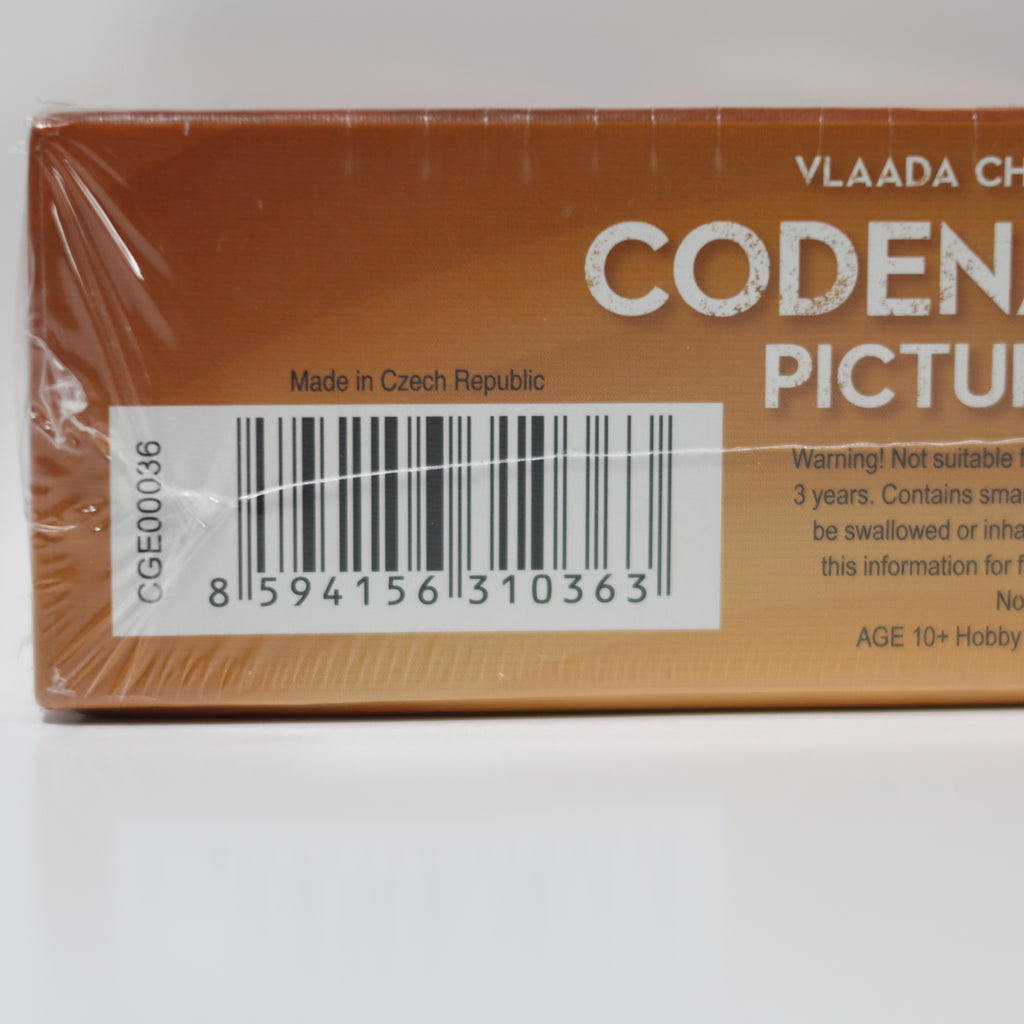 VLAADA CH
CODENA
PICTUR
Made in Czech Republic
CGE00036
8 594156 310363
Warning! Not suitable f
3 years. Contains sma
be swallowed or inha
this information for f
No
AGE 10+ Hobby